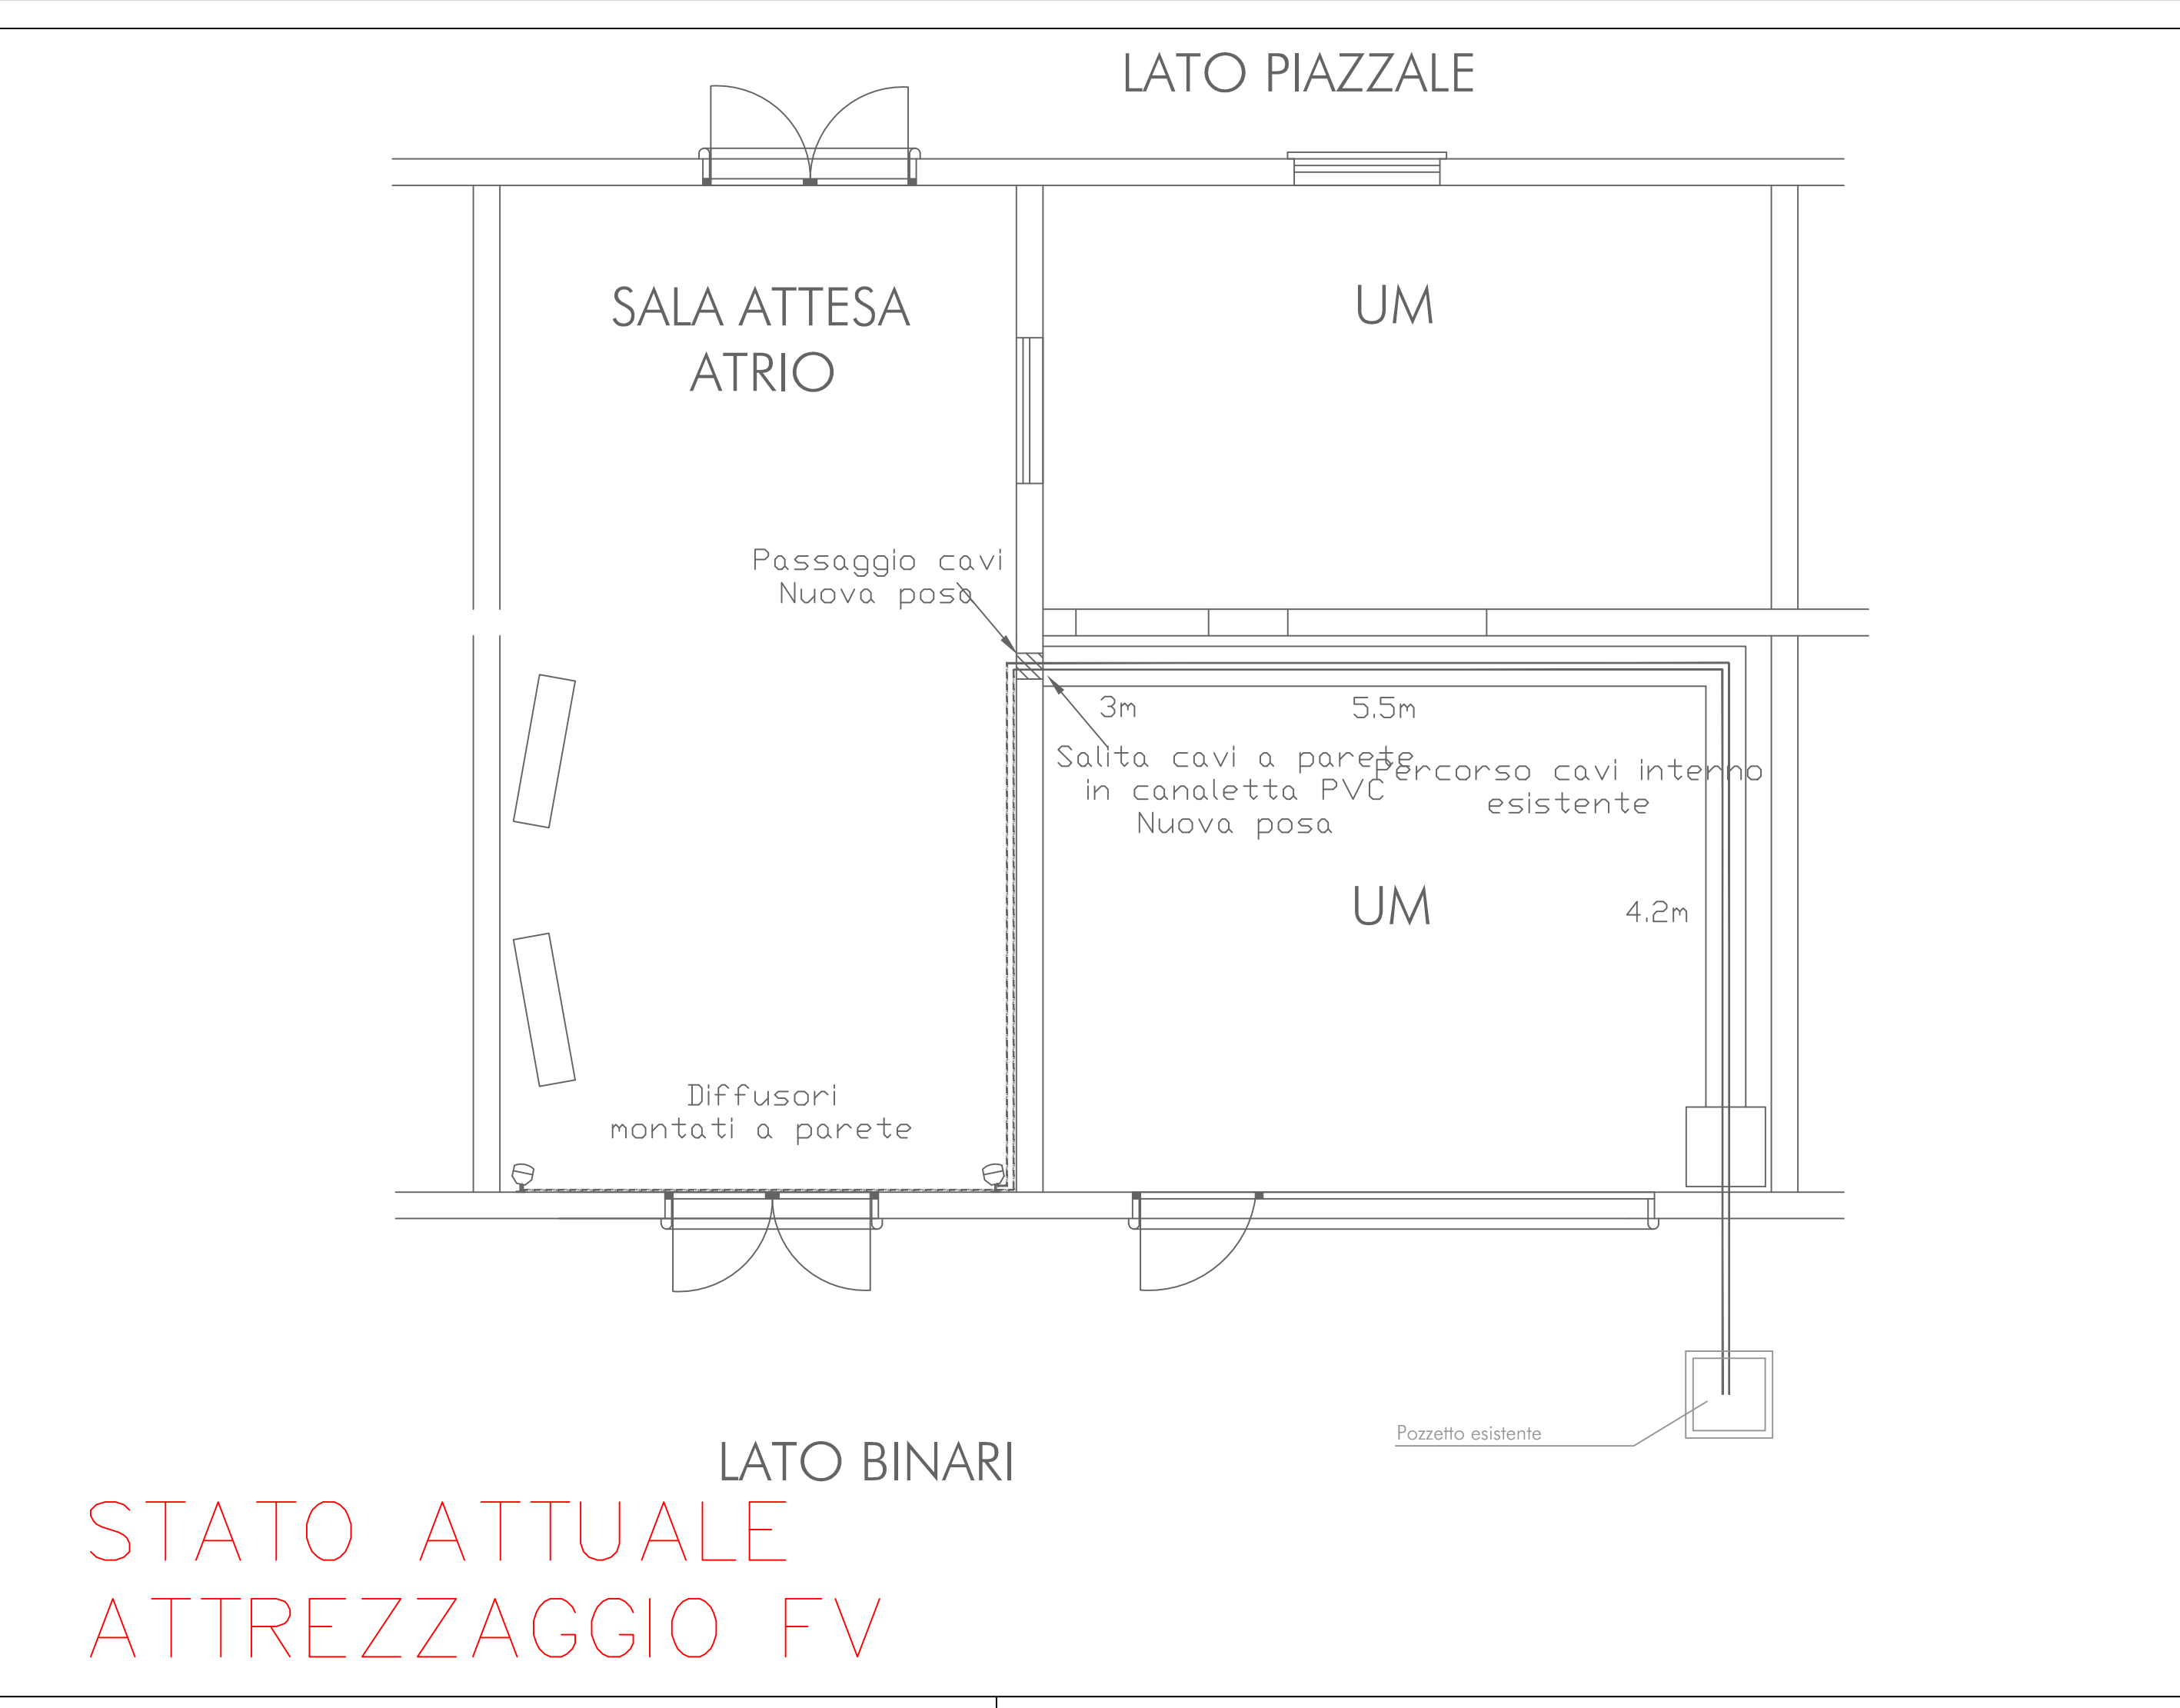 LATO PIAZZALE
SALA ATTESA
ATRIO
UM
Passaggio cavi
Nuova posa
3m
5.5m
Salita cavi a parete
in canaletta PVC
Nuova posa
Percorso cavi interno
esistente
UM
4.2m
Diffusori
montati a parete
Pozzetto esistente
LATO BINARI
STATO ATTUALE
ATTREZZAGGIO FV